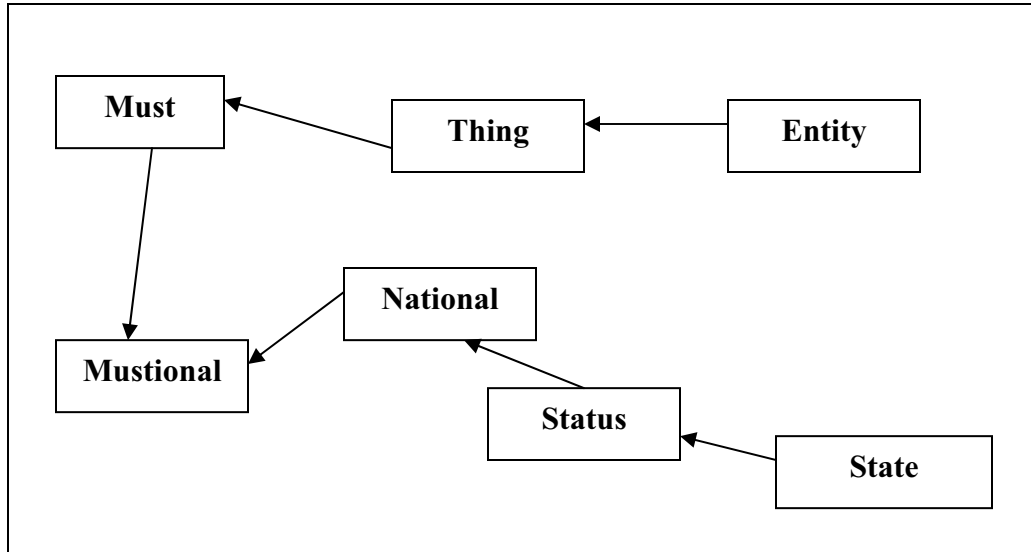 Must
Thing
Entity
National
Mustional
Status
State